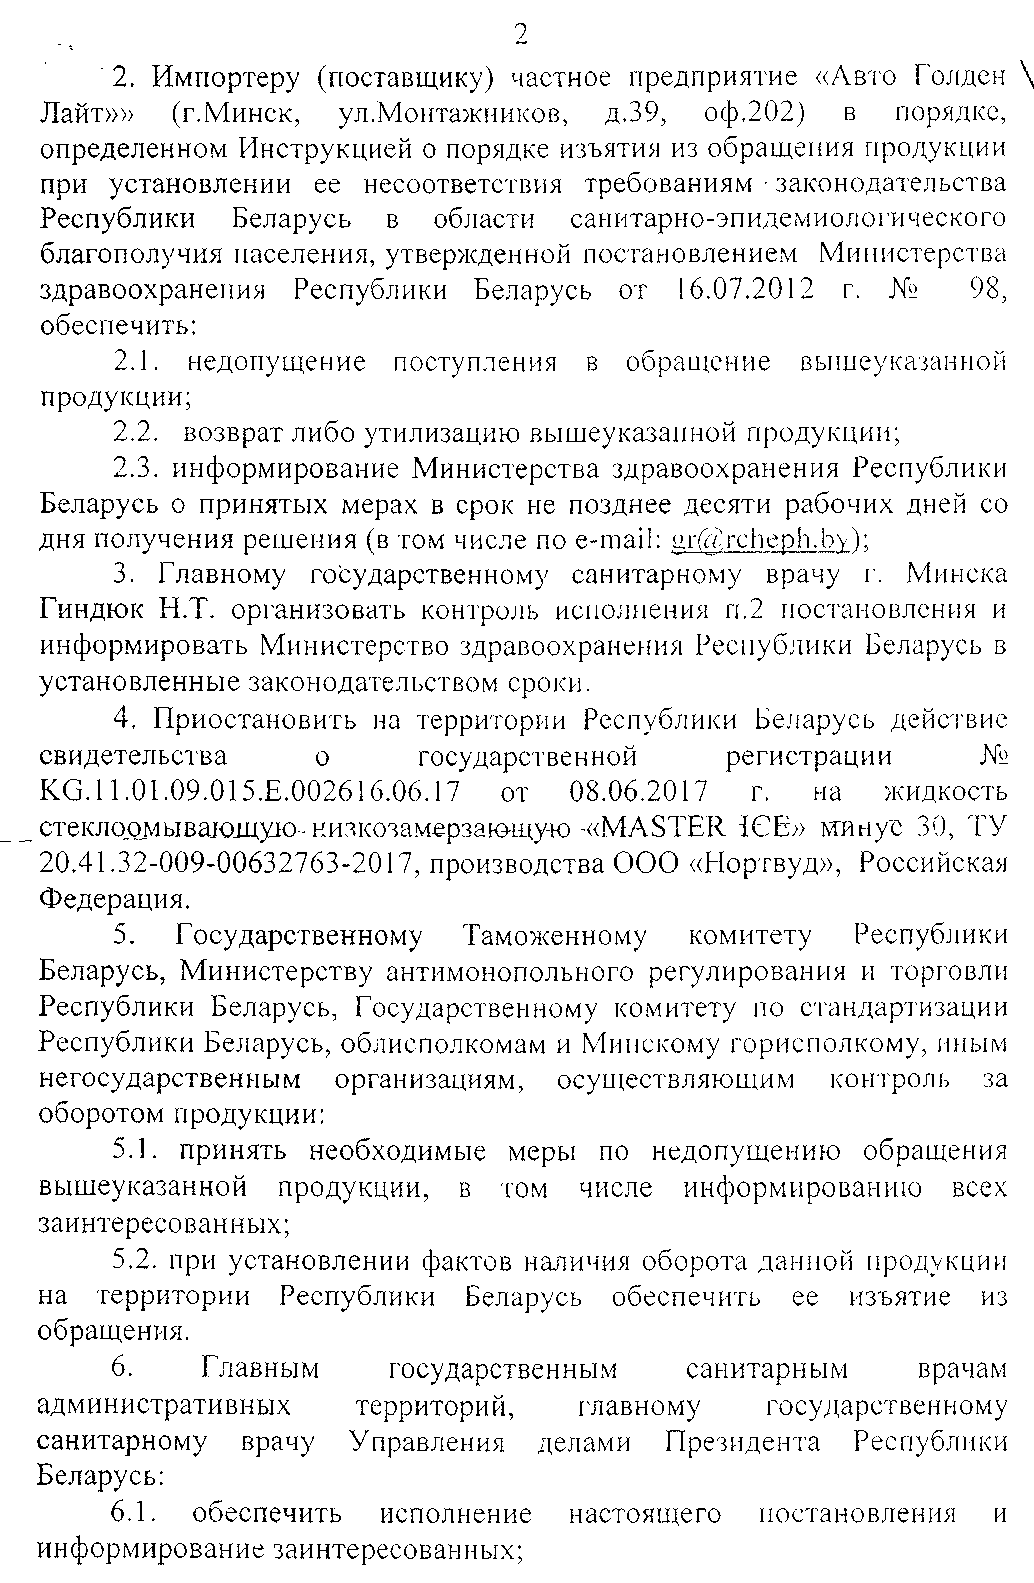 2
2. Импортеру (поставщику) частное предприятие «Авто Голден
Лайт»» (г.Минск, ул.Монтажников, д.39, оф.202) в порядке,
определенном Инструкцией о порядке изъятия из обращения продукции
при установлении ее несоответствия требованиям законодательства
Республики Беларусь в области санитарно-эпидемиологического
благополучия населения, утвержденной постановлением Министерства
здравоохранения Республики Беларусь от 16.07.2012 г. № 98,
обеспечить:
2.1. недопущение поступления в обращение вышеуказанной
продукции;
2.2. возврат либо утилизацию вышеуказанной продукции;
2.3. информирование Министерства здравоохранения Республики
Беларусь о принятых мерах в срок не позднее десяти рабочих дней со
дня получения решения (в том числе по e-mail: gr@rcheph.by);
3. Главному государственному санитарному врачу г. Минска
Гиндюк Н.Т. организовать контроль исполнения п.2 постановления и
информировать Министерство здравоохранения Республики Беларусь в
установленные законодательством сроки.
4. Приостановить на территории Республики Беларусь действие
свидетельства о государственной регистрации №
KG.11.01.09.015.E.002616.06.17 от 08.06.2017 г. на жидкость
стеклоомывающую низкозамерзающую «MASTER ICE» минус 30, ТУ
20.41.32-009-00632763-2017, производства ООО «Нортвуд», Российская
Федерация.
5. Государственному Таможенному комитету Республики
Беларусь, Министерству антимонопольного регулирования и торговли
Республики Беларусь, Государственному комитету по стандартизации
Республики Беларусь, облисполкомам и Минскому горисполкому, иным
негосударственным организациям, осуществляющим контроль за
оборотом продукции:
5.1. принять необходимые меры по недопущению обращения
вышеуказанной продукции, в том числе информированию всех
заинтересованных;
5.2. при установлении фактов наличия оборота данной продукции
на территории Республики Беларусь обеспечить ее изъятие из
обращения.
6. Главным государственным санитарным врачам
административных территорий, главному государственному
санитарному врачу Управления делами Президента Республики
Беларусь:
6.1. обеспечить исполнение настоящего постановления и
информирование заинтересованных;